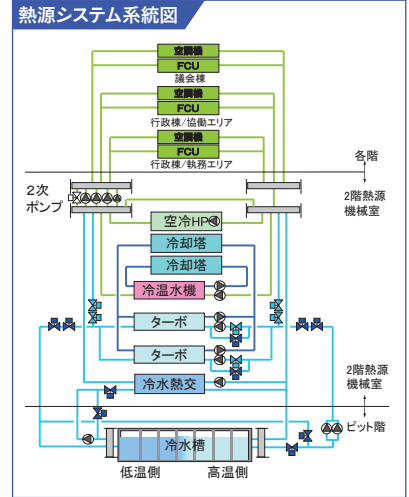 熱源システム系統図
空調機
FCU
議会棟
空調機
FCU
行政棟/協働エリア
空調機
FCU
行政棟/執務エリア
各階
2次
ポンプ
2階熱源
機械室
空冷HP
冷却塔
冷却塔
冷温水機
ターボ
ターボ
冷水熱交
2階熱源
機械室
ピット階
冷水槽
低温側
高温側